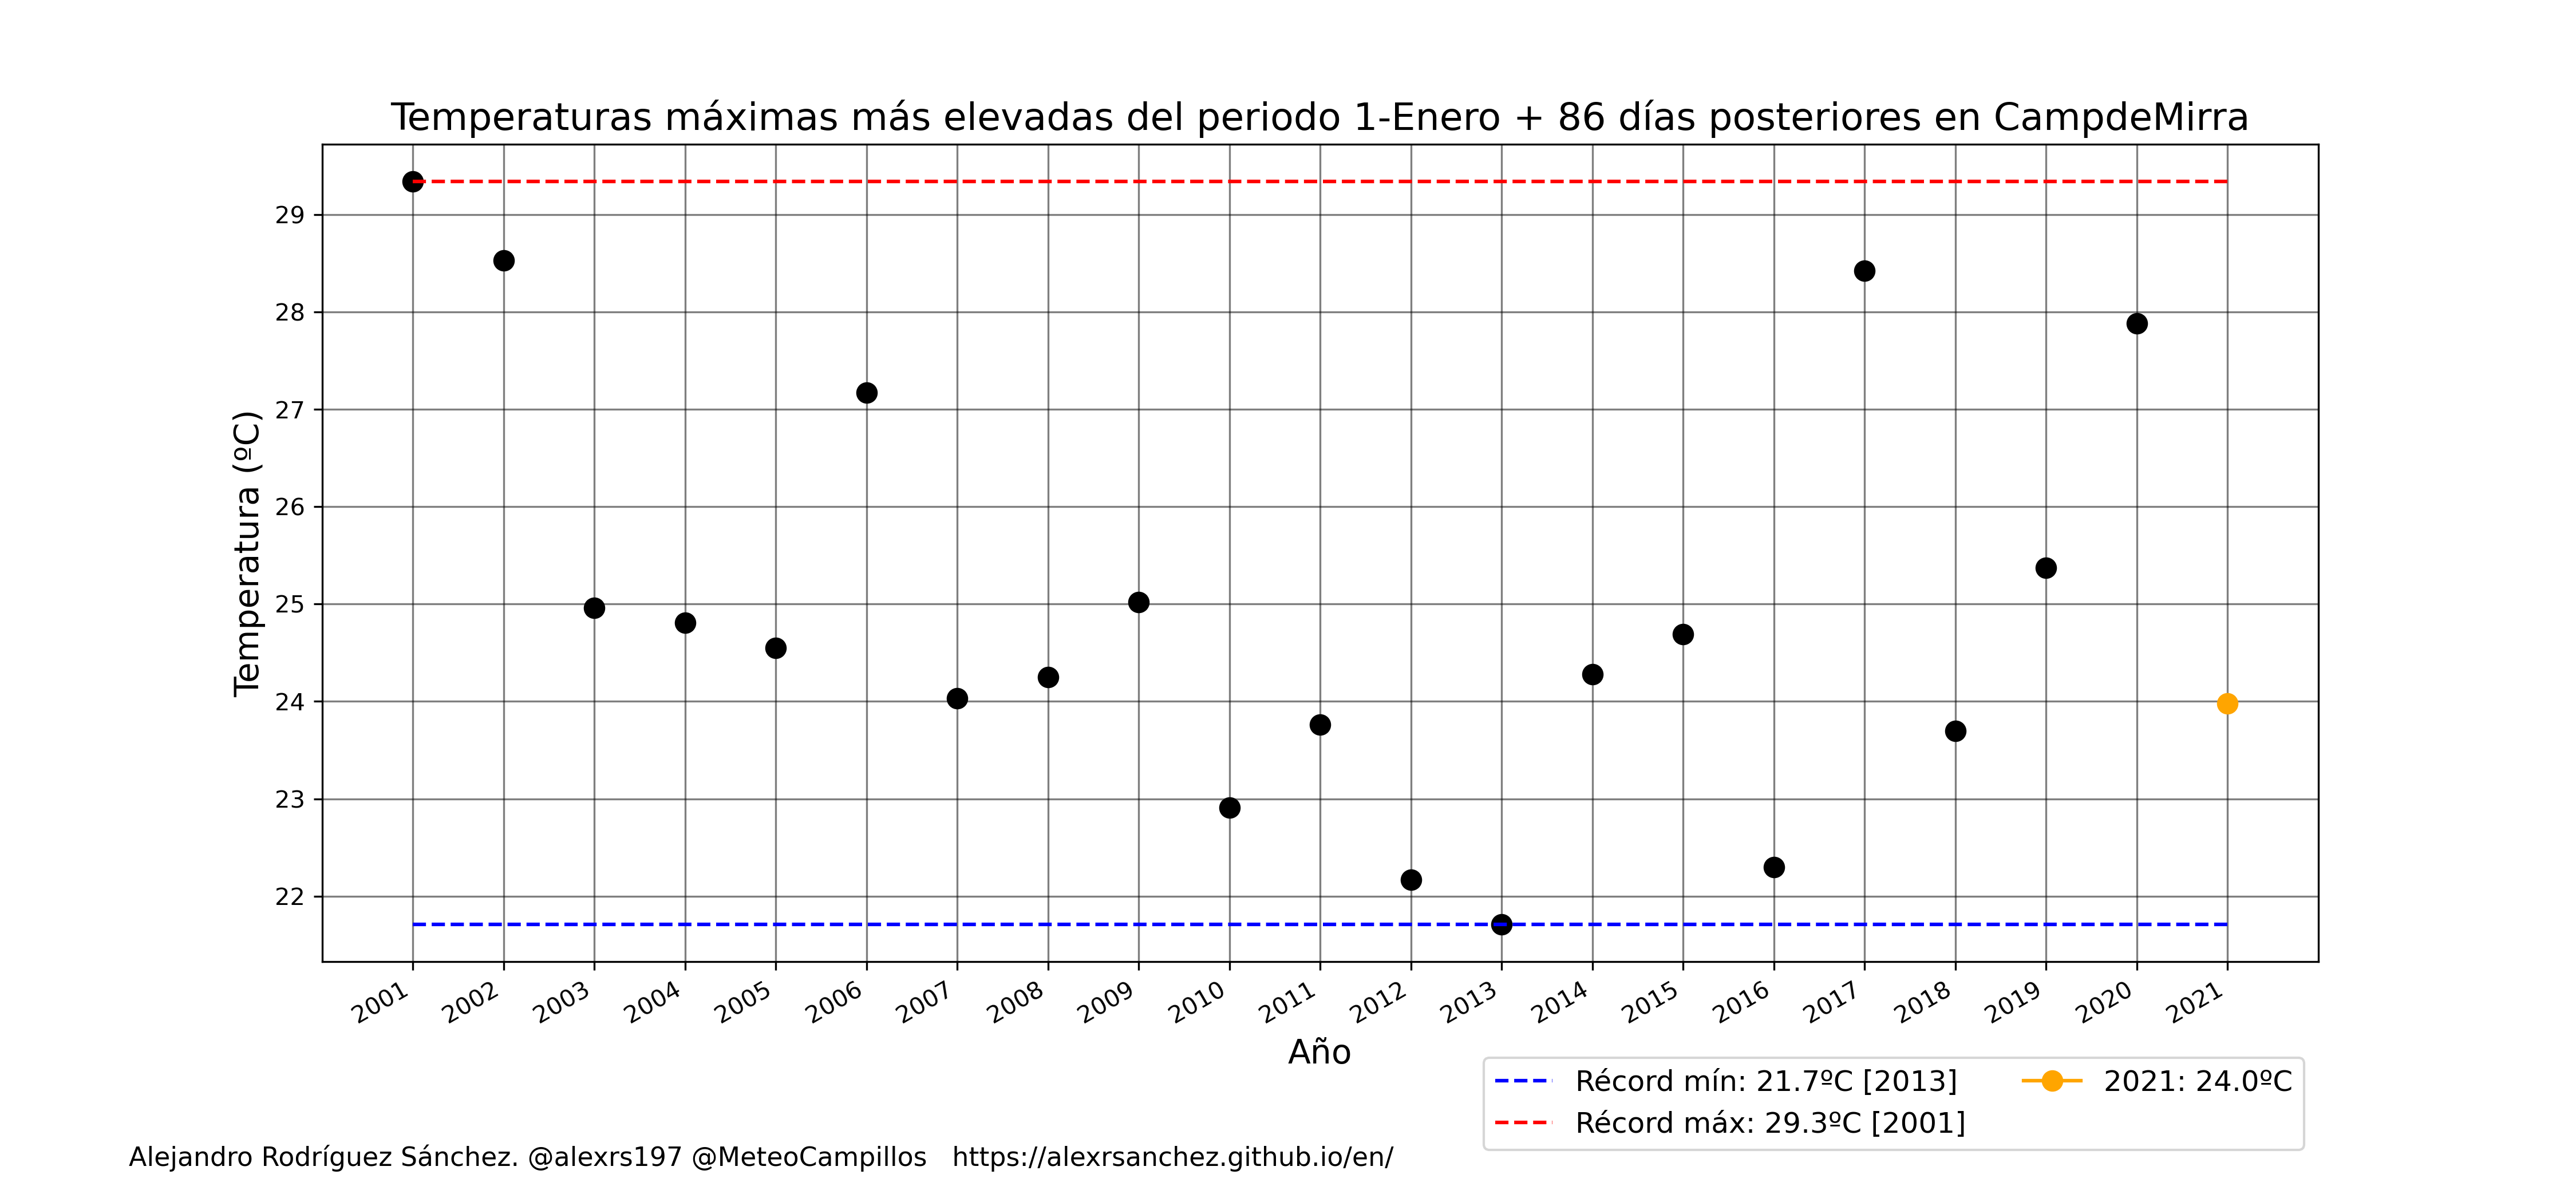 Temperaturas máximas más elevadas del periodo 1-Enero + 86 días posteriores en CampdeMirra
Temperatura (ºC)
29
28
27
26
25
24
23
22
2001 2002 2003 2004 2005 2006 2007 2008 2009 2010 2011 2012 2013 2014 2015 2016 2017 2018 2019 2020 2021
Año
Récord mín: 21.7ºC [2013]
Récord máx: 29.3ºC [2001]
2021: 24.0ºC
Alejandro Rodríguez Sánchez. @alexrs197 @MeteoCampillos https://alexrsanchez.github.io/en/